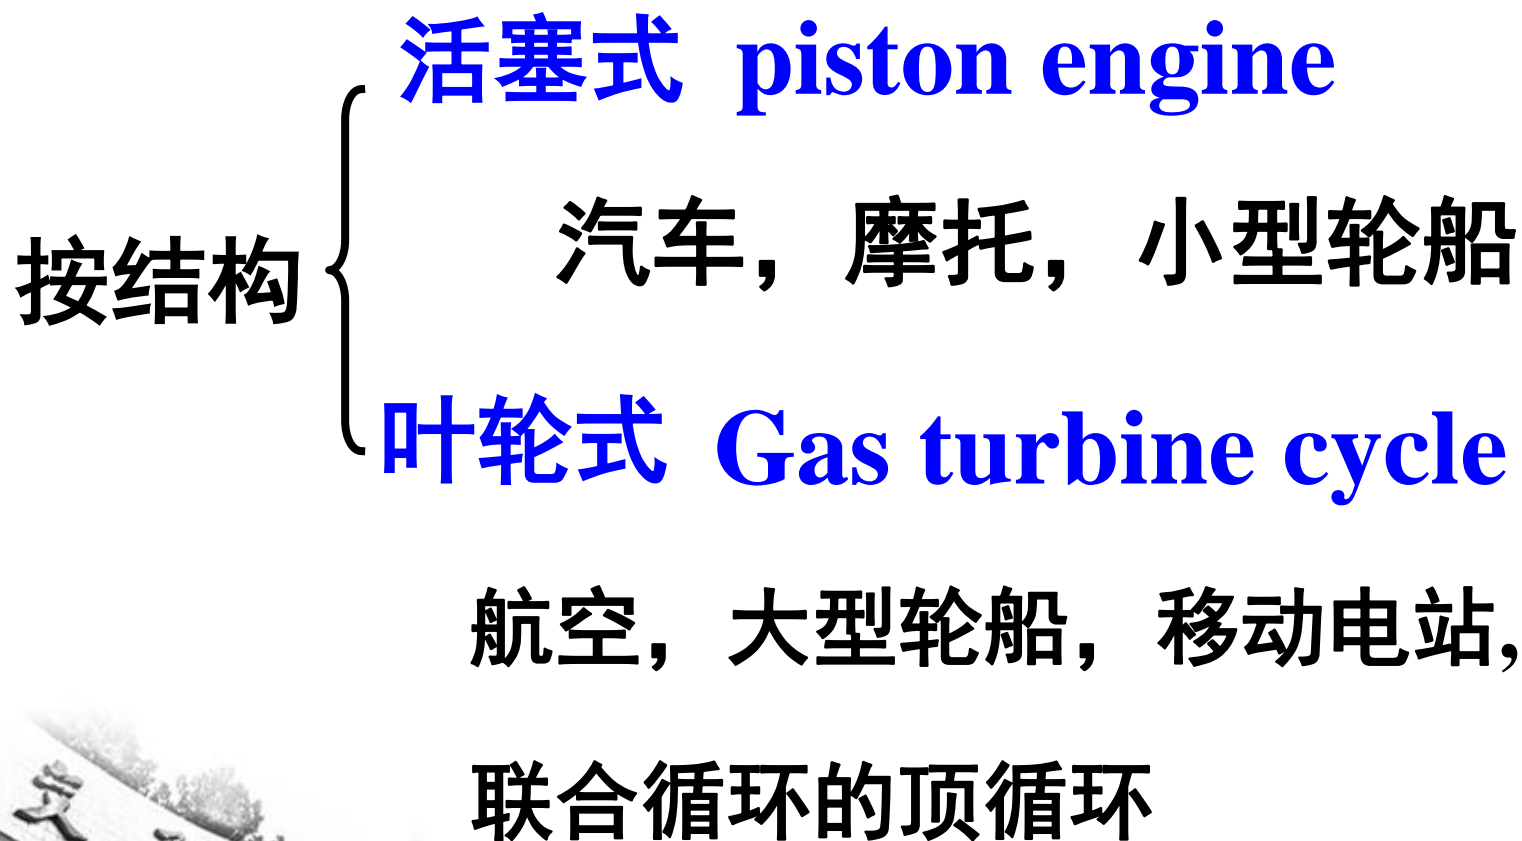 活塞式 piston engine
汽车，摩托，小型轮船
按结构
叶轮式 Gas turbine cycle
航空，大型轮船，移动电站,
联合循环的顶循环